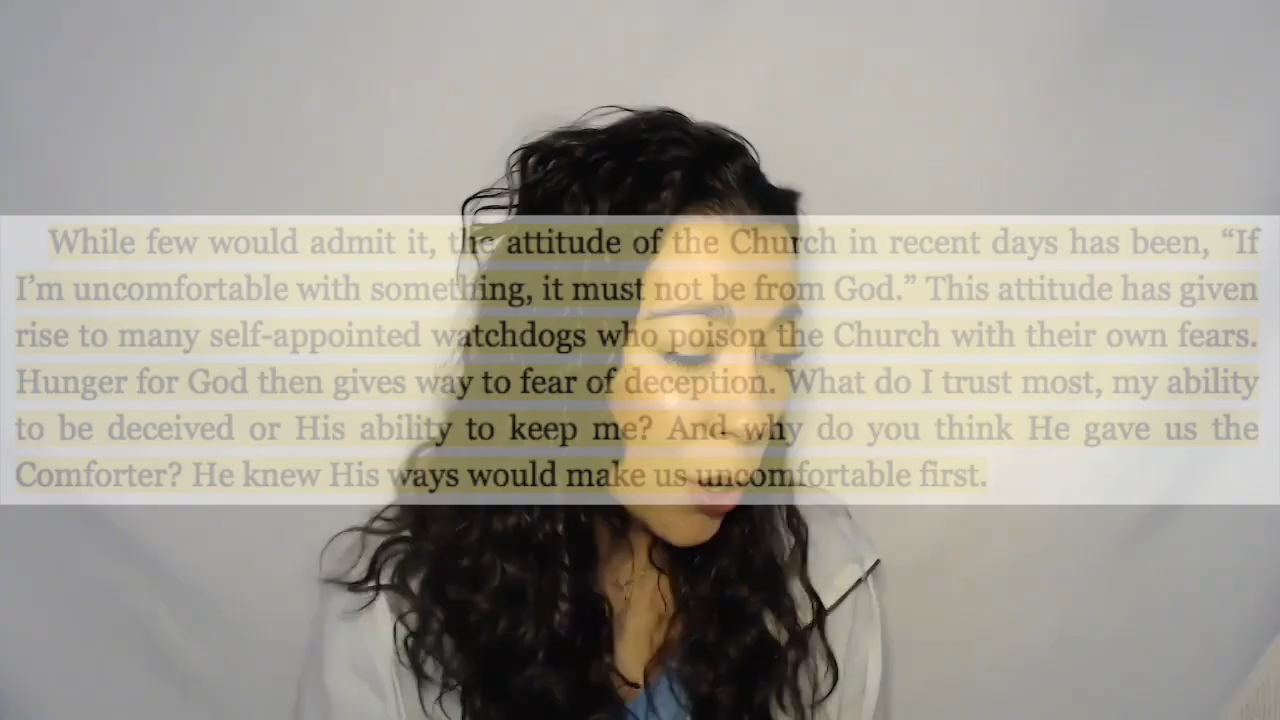 While few would admit it, the attitude of the Church in recent days has been, “If
I’m uncomfortable with something, it must not be from God.” This attitude has given
rise to many self-appointed watchdogs who poison the Church with their own fears.
Hunger for God then gives way to fear of deception. What do I trust most, my ability
to be deceived or His ability to keep me? And why do you think He gave us the
Comforter? He knew His ways would make us uncomfortable first.